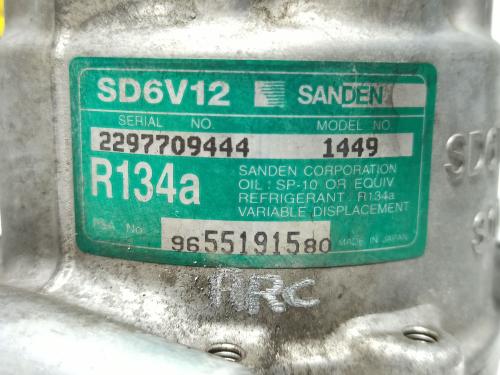 SD6V12 SANDEN
SERIAL NO. MODEL NO.
2297709444 1449
R134a
SANDEN CORPORATION
OIL : SP-10 OR EQUIV
REFRIGERANT : R134a
VARIABLE DISPLACEMENT
PSA No. 9655191580 MADE IN JAPAN
ARC